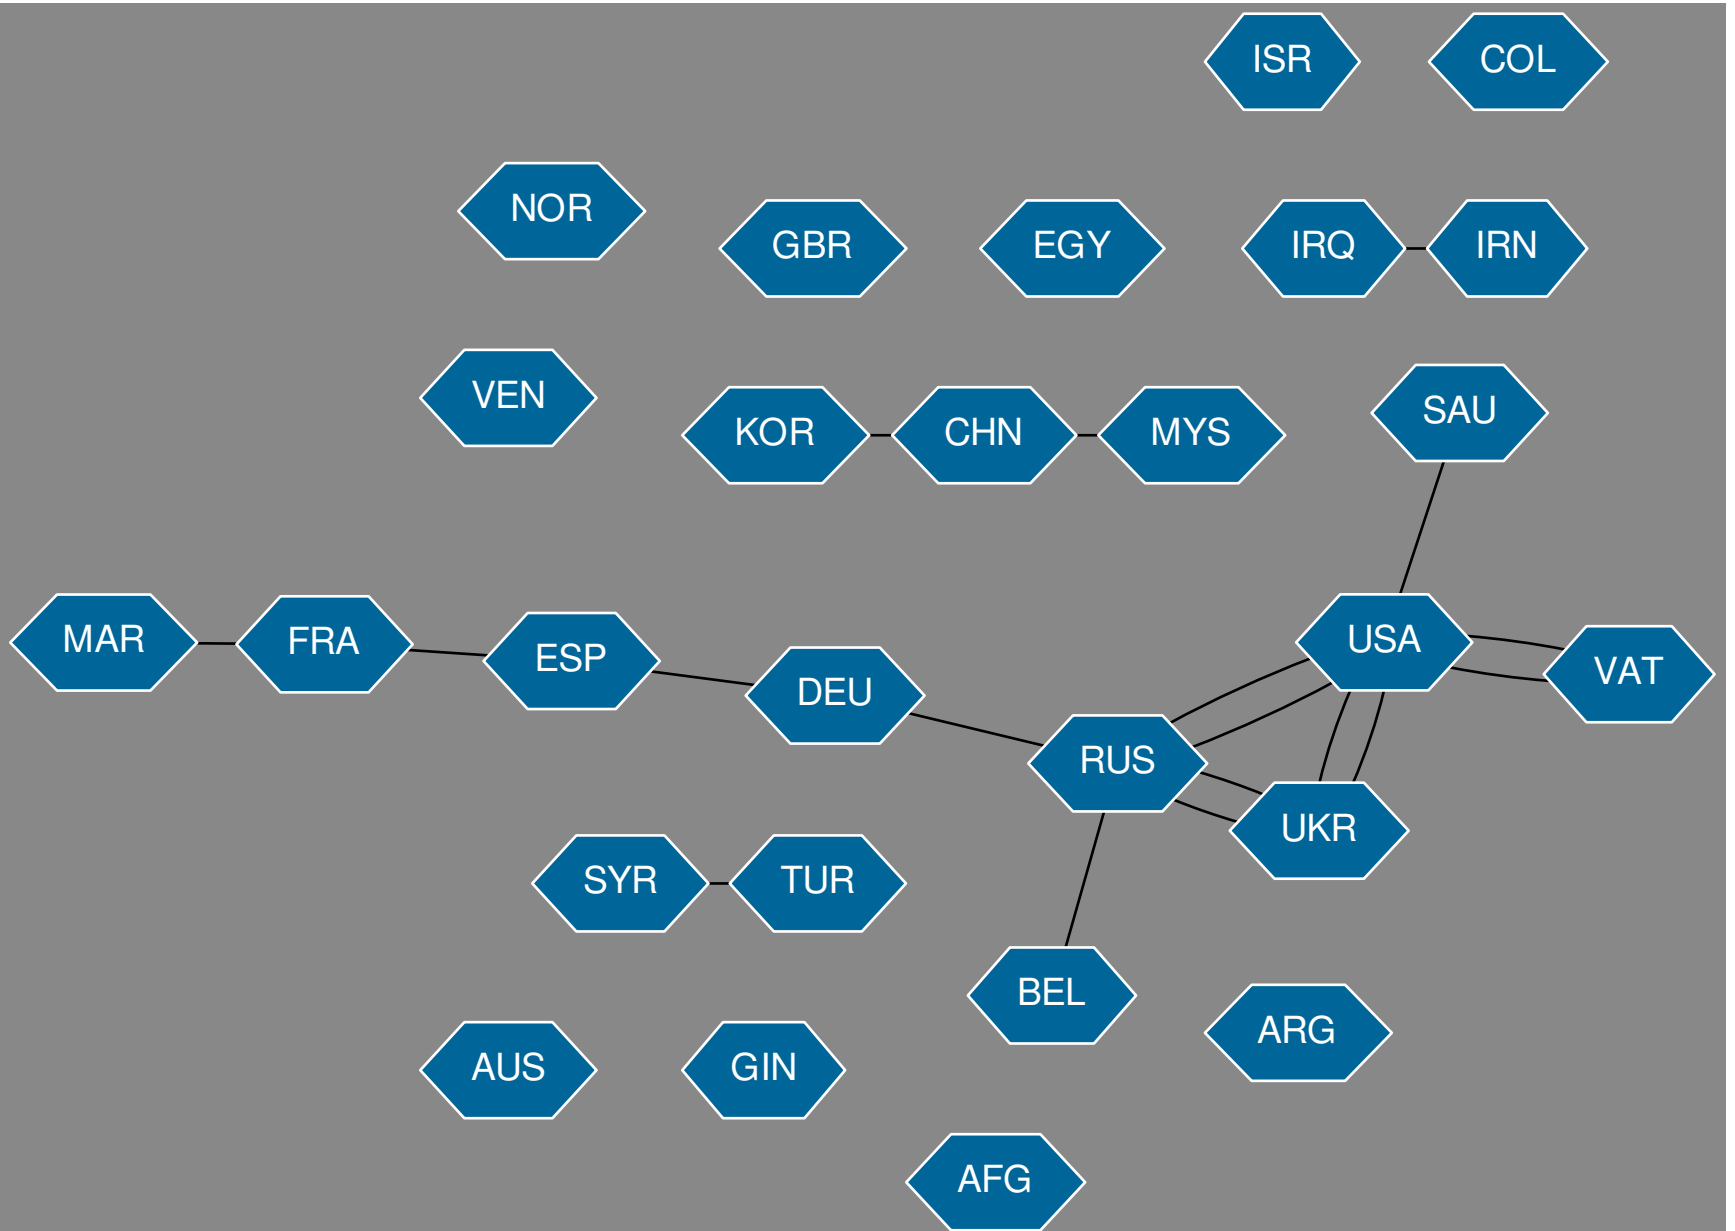 ISR
COL
NOR
GBR
EGY
IRQ
IRN
VEN
KOR
CHN
MYS
SAU
MAR
FRA
ESP
DEU
USA
VAT
RUS
UKR
SYR
TUR
BEL
ARG
AUS
GIN
AFG